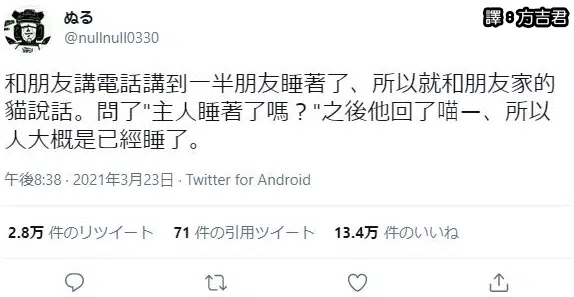 ぬる
@nullnull0330
譯:方吉君
和朋友講電話講到一半朋友睡著了、所以就和朋友家的
貓說話。問了"主人睡著了嗎？"之後他回了喵ー、所以
人大概是已經睡了。
午後8:38 · 2021年3月23日 · Twitter for Android
2.8万 件のリツイート 71 件の引用ツイート 13.4万 件のいいね